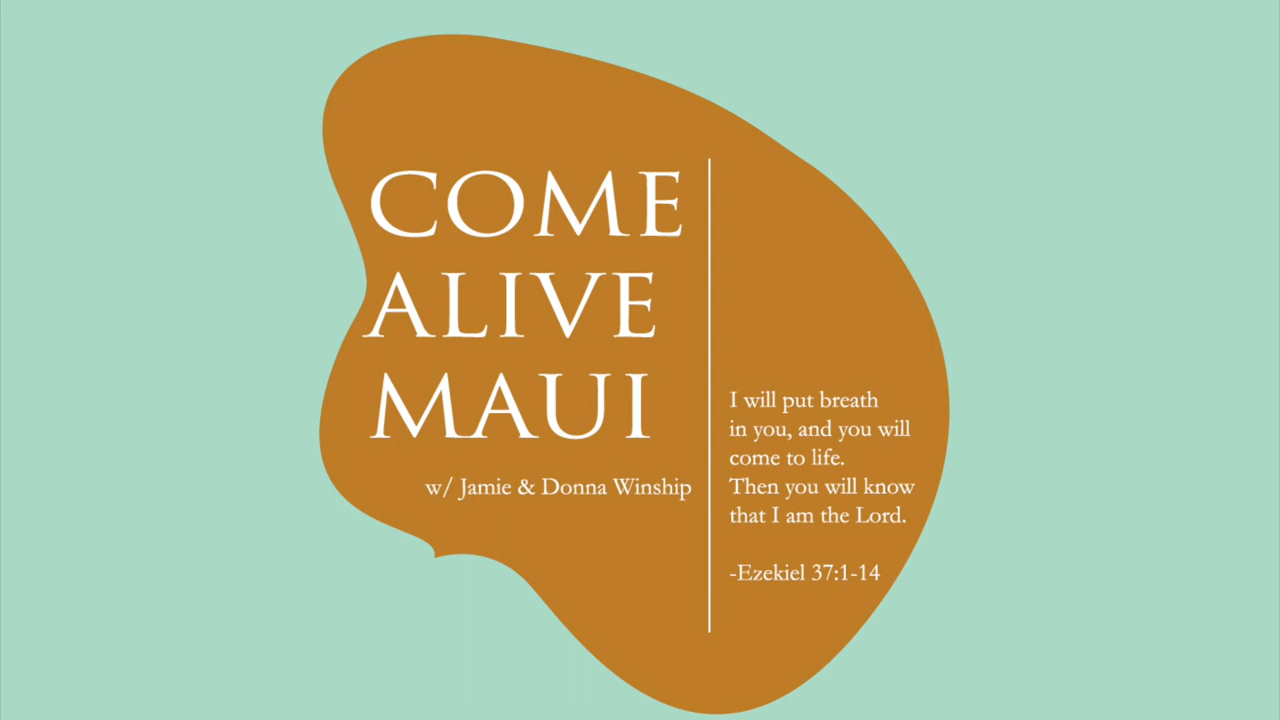 COME
ALIVE
MAUI
w/ Jamie & Donna Winship
I will put breath
in you, and you will
come to life.
Then you will know
that I am the Lord.
-Ezekiel 37:1-14